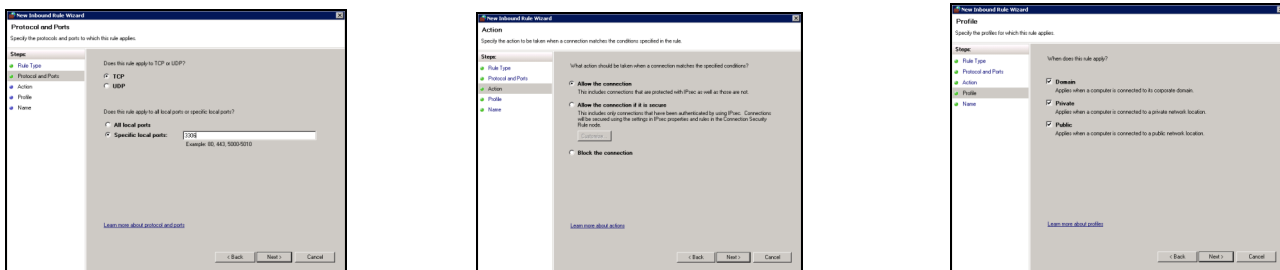 New Inbound Rule Wizard
Protocol and Ports
Specify the protocols and ports to which this rule applies.
Steps:
Rule Type
Protocol and Ports
Action
Profile
Name
Does this rule apply to TCP or UDP?
TCP
UDP
Does this rule apply to all local ports or specific local ports?
All local ports
Specific local ports: 3306
Example: 80, 443, 5000-5010
Learn more about protocol and ports
< Back Next > Cancel
New Inbound Rule Wizard
Action
Specify the action to be taken when a connection matches the conditions specified in the rule.
Steps:
Rule Type
Protocol and Ports
Action
Profile
Name
What action should be taken when a connection matches the specified conditions?
Allow the connection
This includes connections that are protected with IPsec as well as those are not.
Allow the connection if it is secure
This includes only connections that have been authenticated by using IPsec. Connections
will be secured using the settings in IPsec properties and rules in the Connection Security
Rule node.
Customize...
Block the connection
Learn more about actions
< Back Next > Cancel
New Inbound Rule Wizard
Profile
Specify the profiles for which this rule applies.
Steps:
Rule Type
Protocol and Ports
Action
Profile
Name
When does this rule apply?
Domain
Applies when a computer is connected to its corporate domain.
Private
Applies when a computer is connected to a private network location.
Public
Applies when a computer is connected to a public network location.
Learn more about profiles
< Back Next > Cancel